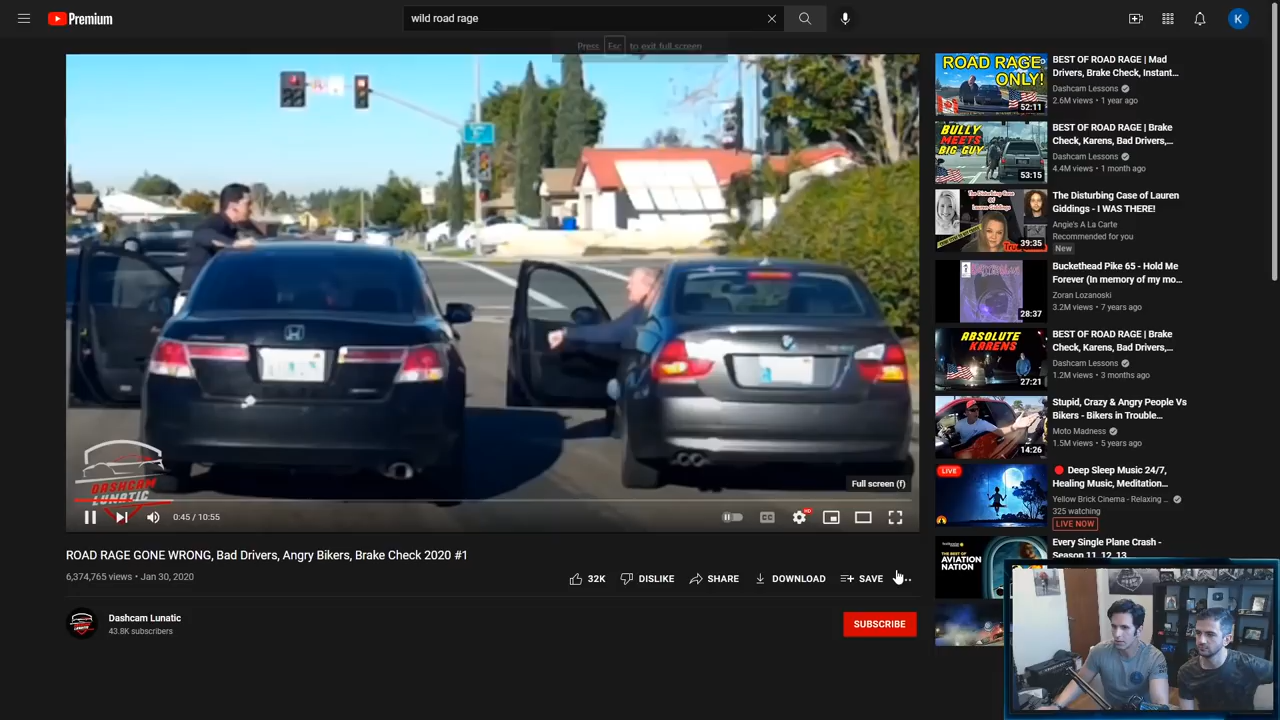 Premium
wild road rage
K
Press Esc to exit full screen
DASHCAM
LUNATIC
Full screen (f)
0:45 / 10:55
CC
HD
ROAD RAGE GONE WRONG, Bad Drivers, Angry Bikers, Brake Check 2020 #1
6,374,765 views • Jan 30, 2020
32K
DISLIKE
SHARE
DOWNLOAD
SAVE
Dashcam Lunatic
43.8K subscribers
SUBSCRIBE
ROAD RAGE
ONLY!
52:11
BEST OF ROAD RAGE | Mad
Drivers, Brake Check, Instant...
Dashcam Lessons
2.6M views • 1 year ago
BULLY
MEETS
BIG GUY
53:15
BEST OF ROAD RAGE | Brake
Check, Karens, Bad Drivers,...
Dashcam Lessons
4.4M views • 1 month ago
39:35
The Disturbing Case of Lauren
Giddings - I WAS THERE!
Angie's A La Carte
Recommended for you
New
28:37
Buckethead Pike 65 - Hold Me
Forever (In memory of my mo...
Zoran Lozanoski
3.2M views • 7 years ago
ABSOLUTE
KARENS
27:21
BEST OF ROAD RAGE | Brake
Check, Karens, Bad Drivers,...
Dashcam Lessons
1.2M views • 3 months ago
14:26
Stupid, Crazy & Angry People Vs
Bikers - Bikers in Trouble...
Moto Madness
1.5M views • 5 years ago
LIVE
Deep Sleep Music 24/7,
Healing Music, Meditation...
Yellow Brick Cinema - Relaxing ...
325 watching
LIVE NOW
THE BEST OF
AVIATION
NATION
Every Single Plane Crash -
Season 11, 12, 13